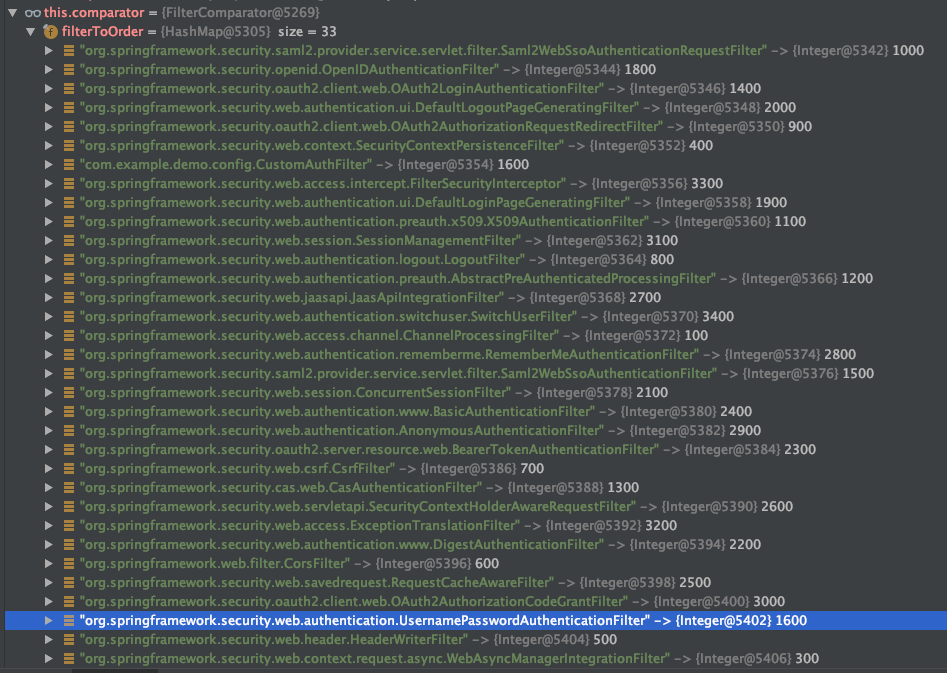 this.comparator = {FilterComparator@5269}
filterToOrder = {HashMap@5305} size = 33
"org.springframework.security.saml2.provider.service.servlet.filter.Saml2WebSsoAuthenticationRequestFilter" -> {Integer@5342} 1000
"org.springframework.security.openid.OpenIDAuthenticationFilter" -> {Integer@5344} 1800
"org.springframework.security.oauth2.client.web.OAuth2LoginAuthenticationFilter" -> {Integer@5346} 1400
"org.springframework.security.web.authentication.ui.DefaultLogoutPageGeneratingFilter" -> {Integer@5348} 2000
"org.springframework.security.oauth2.client.web.OAuth2AuthorizationRequestRedirectFilter" -> {Integer@5350} 900
"org.springframework.security.web.context.SecurityContextPersistenceFilter" -> {Integer@5352} 400
"com.example.demo.config.CustomAuthFilter" -> {Integer@5354} 1600
"org.springframework.security.web.access.intercept.FilterSecurityInterceptor" -> {Integer@5356} 3300
"org.springframework.security.web.authentication.ui.DefaultLoginPageGeneratingFilter" -> {Integer@5358} 1900
"org.springframework.security.web.authentication.preauth.x509.X509AuthenticationFilter" -> {Integer@5360} 1100
"org.springframework.security.web.session.SessionManagementFilter" -> {Integer@5362} 3100
"org.springframework.security.web.authentication.logout.LogoutFilter" -> {Integer@5364} 800
"org.springframework.security.web.authentication.preauth.AbstractPreAuthenticatedProcessingFilter" -> {Integer@5366} 1200
"org.springframework.security.web.jaasapi.JaasApiIntegrationFilter" -> {Integer@5368} 2700
"org.springframework.security.web.authentication.switchuser.SwitchUserFilter" -> {Integer@5370} 3400
"org.springframework.security.web.access.channel.ChannelProcessingFilter" -> {Integer@5372} 100
"org.springframework.security.web.authentication.rememberme.RememberMeAuthenticationFilter" -> {Integer@5374} 2800
"org.springframework.security.saml2.provider.service.servlet.filter.Saml2WebSsoAuthenticationFilter" -> {Integer@5376} 1500
"org.springframework.security.web.session.ConcurrentSessionFilter" -> {Integer@5378} 2100
"org.springframework.security.web.authentication.www.BasicAuthenticationFilter" -> {Integer@5380} 2400
"org.springframework.security.web.authentication.AnonymousAuthenticationFilter" -> {Integer@5382} 2900
"org.springframework.security.oauth2.server.resource.web.BearerTokenAuthenticationFilter" -> {Integer@5384} 2300
"org.springframework.security.web.csrf.CsrfFilter" -> {Integer@5386} 700
"org.springframework.security.cas.web.CasAuthenticationFilter" -> {Integer@5388} 1300
"org.springframework.security.web.servletapi.SecurityContextHolderAwareRequestFilter" -> {Integer@5390} 2600
"org.springframework.security.web.access.ExceptionTranslationFilter" -> {Integer@5392} 3200
"org.springframework.security.web.authentication.www.DigestAuthenticationFilter" -> {Integer@5394} 2200
"org.springframework.web.filter.CorsFilter" -> {Integer@5396} 600
"org.springframework.security.web.savedrequest.RequestCacheAwareFilter" -> {Integer@5398} 2500
"org.springframework.security.oauth2.client.web.OAuth2AuthorizationCodeGrantFilter" -> {Integer@5400} 3000
"org.springframework.security.web.authentication.UsernamePasswordAuthenticationFilter" -> {Integer@5402} 1600
"org.springframework.security.web.header.HeaderWriterFilter" -> {Integer@5404} 500
"org.springframework.security.web.context.request.async.WebAsyncManagerIntegrationFilter" -> {Integer@5406} 300